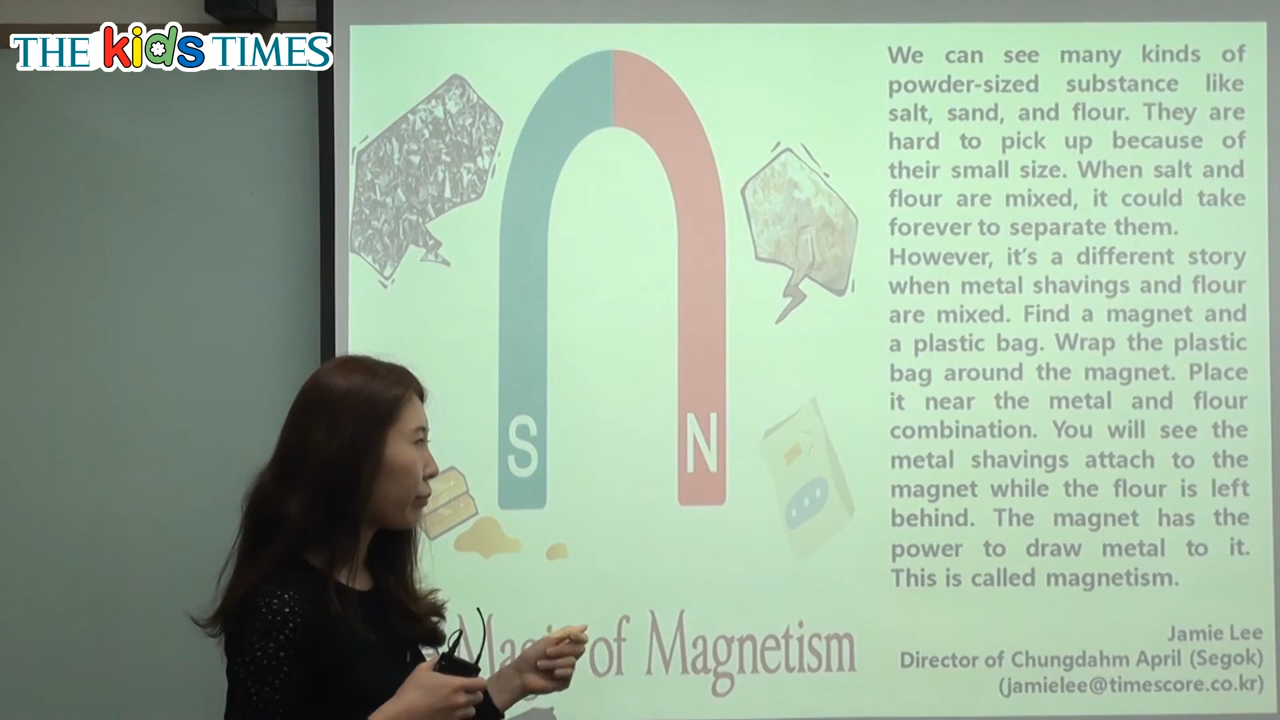 THE kids TIMES
We can see many kinds of
powder-sized substance like
salt, sand, and flour. They are
hard to pick up because of
their small size. When salt and
flour are mixed, it could take
forever to separate them.
However, it's a different story
when metal shavings and flour
are mixed. Find a magnet and
a plastic bag. Wrap the plastic
bag around the magnet. Place
it near the metal and flour
combination. You will see the
metal shavings attach to the
magnet while the flour is left
behind. The magnet has the
power to draw metal to it.
This is called magnetism.
S
N
of Magnetism
Jamie Lee
Director of Chungdahm April (Segok)
(jamielee@timescore.co.kr)